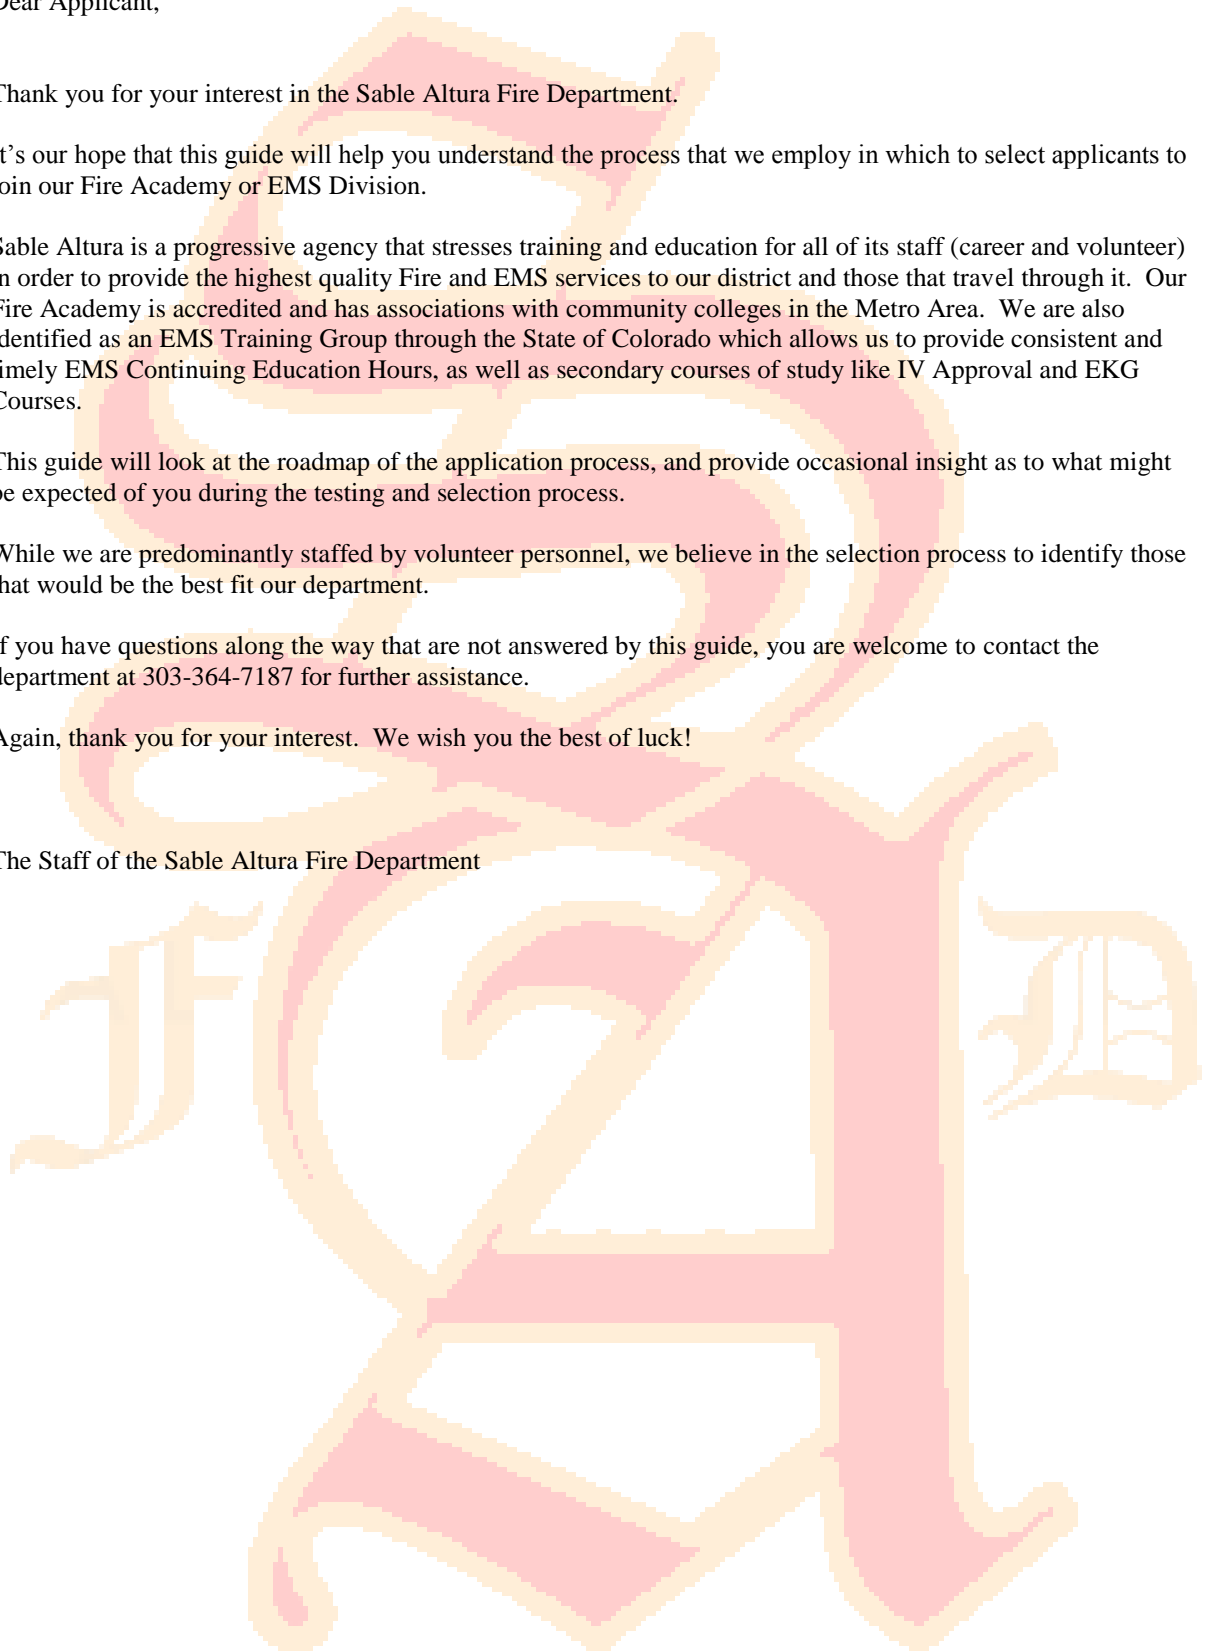 Dear Applicant,
Thank you for your interest in the Sable Altura Fire Department.
It’s our hope that this guide will help you understand the process that we employ in which to select applicants to
join our Fire Academy or EMS Division.
Sable Altura is a progressive agency that stresses training and education for all of its staff (career and volunteer)
in order to provide the highest quality Fire and EMS services to our district and those that travel through it.  Our
Fire Academy is accredited and has associations with community colleges in the Metro Area.  We are also
identified as an EMS Training Group through the State of Colorado which allows us to provide consistent and
timely EMS Continuing Education Hours, as well as secondary courses of study like IV Approval and EKG
Courses.
This guide will look at the roadmap of the application process, and provide occasional insight as to what might
be expected of you during the testing and selection process.
While we are predominantly staffed by volunteer personnel, we believe in the selection process to identify those
that would be the best fit our department.
If you have questions along the way that are not answered by this guide, you are welcome to contact the
department at 303-364-7187 for further assistance.
Again, thank you for your interest.  We wish you the best of luck!
The Staff of the Sable Altura Fire Department
S
F A D